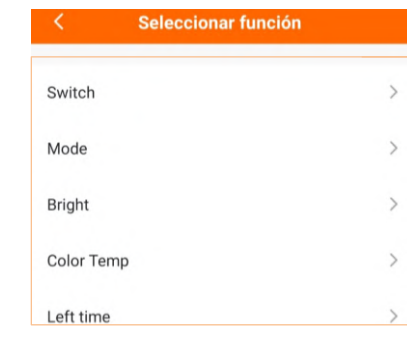 Seleccionar función
Switch
Mode
Bright
Color Temp
Left time